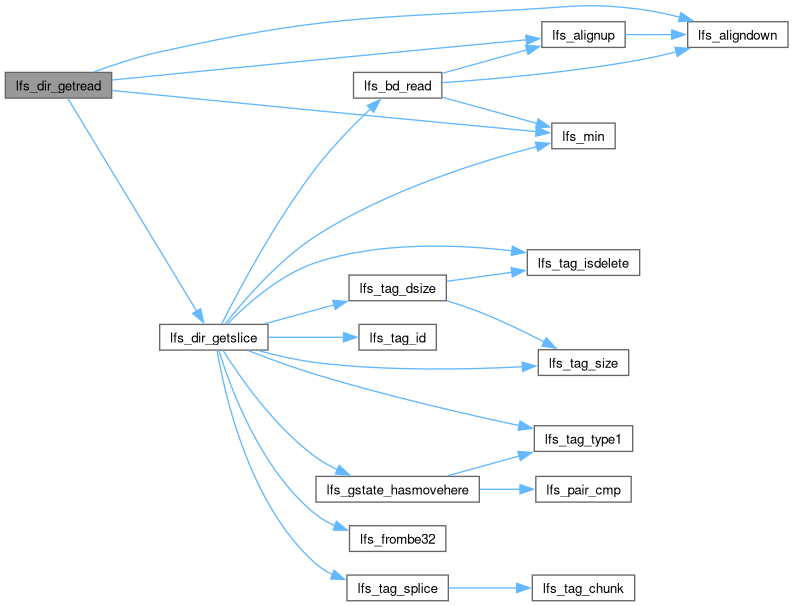 lfs_dir_getread
lfs_alignup
lfs_aligndown
lfs_bd_read
lfs_min
lfs_tag_isdelete
lfs_tag_dsize
lfs_dir_getslice
lfs_tag_id
lfs_tag_size
lfs_tag_type1
lfs_gstate_hasmovehere
lfs_pair_cmp
lfs_frombe32
lfs_tag_splice
lfs_tag_chunk